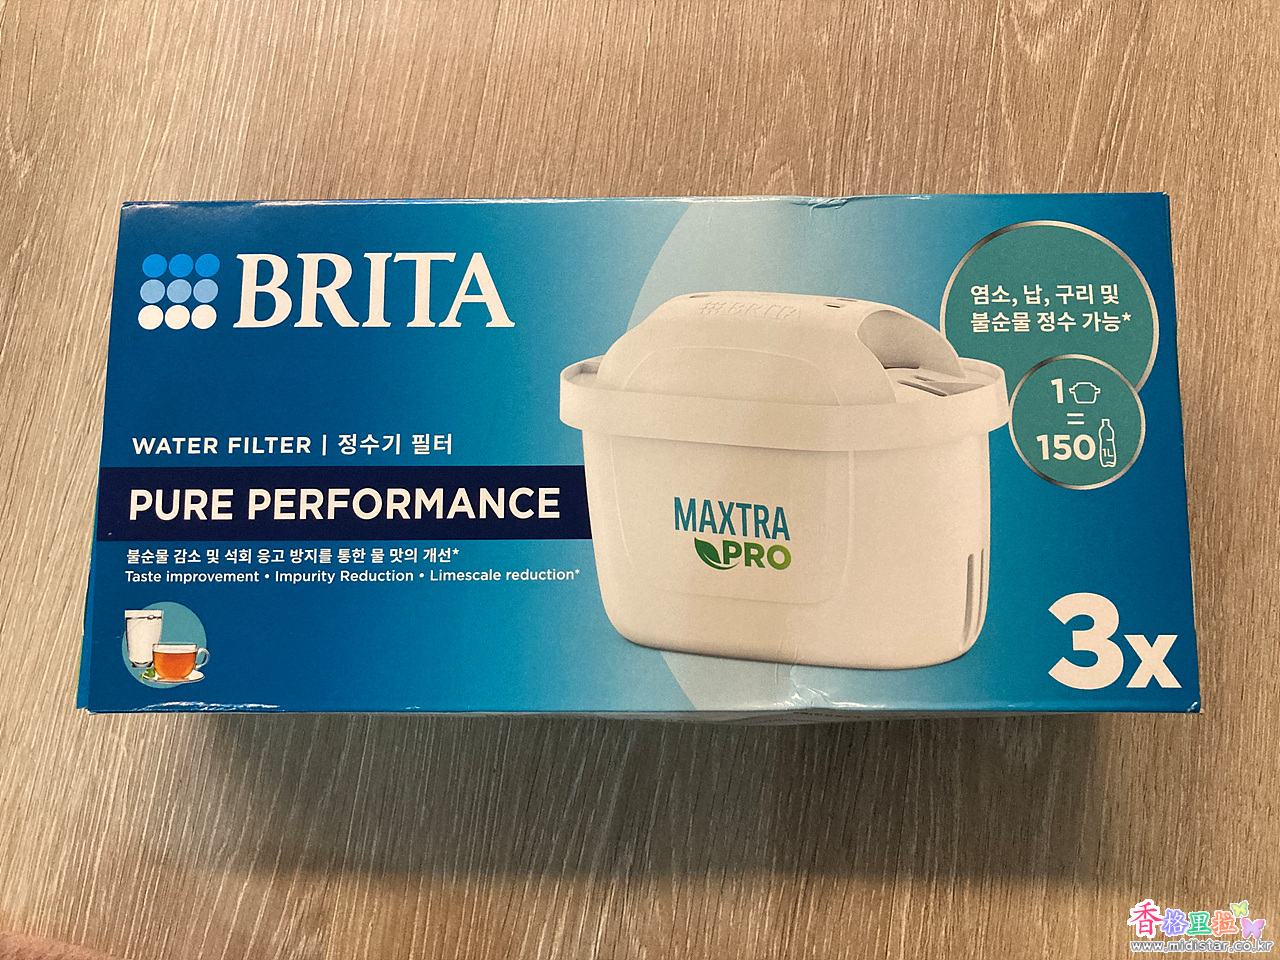 BRITA
WATER FILTER | 정수기 필터
PURE PERFORMANCE
불순물 감소 및 석회 응고 방지를 통한 물 맛의 개선*
Taste improvement • Impurity Reduction • Limescale reduction*
BRITA
MAXTRA
PRO
염소, 납, 구리 및
불순물 정수 가능*
1
=
150
1L
3x
香格里拉
www.midistar.co.kr